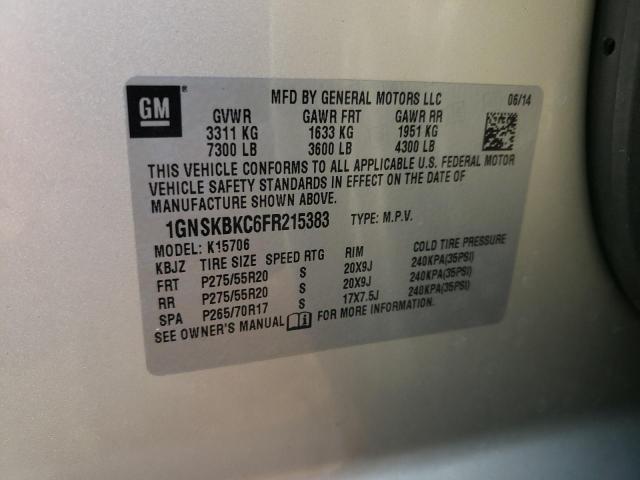 GM
MFD BY GENERAL MOTORS LLC 06/14
GVWR GAWR FRT GAWR RR
3311 KG 1633 KG 1951 KG
7300 LB 3600 LB 4300 LB
THIS VEHICLE CONFORMS TO ALL APPLICABLE U.S. FEDERAL MOTOR
VEHICLE SAFETY STANDARDS IN EFFECT ON THE DATE OF
MANUFACTURE SHOWN ABOVE.
1GNSKBKC6FR215383 TYPE: M.P.V.
MODEL: K15706
KBJZ TIRE SIZE SPEED RTG RIM COLD TIRE PRESSURE
FRT P275/55R20 S 20X9J 240KPA(35PSI)
RR P275/55R20 S 20X9J 240KPA(35PSI)
SPA P265/70R17 S 17X7.5J 240KPA(35PSI)
SEE OWNER'S MANUAL FOR MORE INFORMATION.